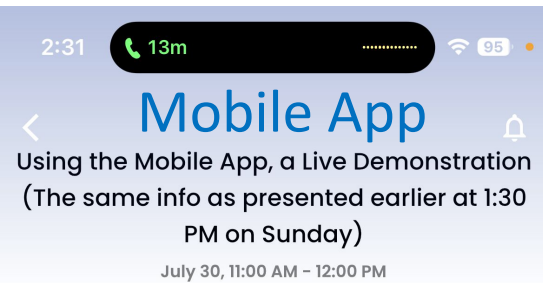 2:31 13m 95
Mobile App
Using the Mobile App, a Live Demonstration
(The same info as presented earlier at 1:30
PM on Sunday)
July 30, 11:00 AM - 12:00 PM